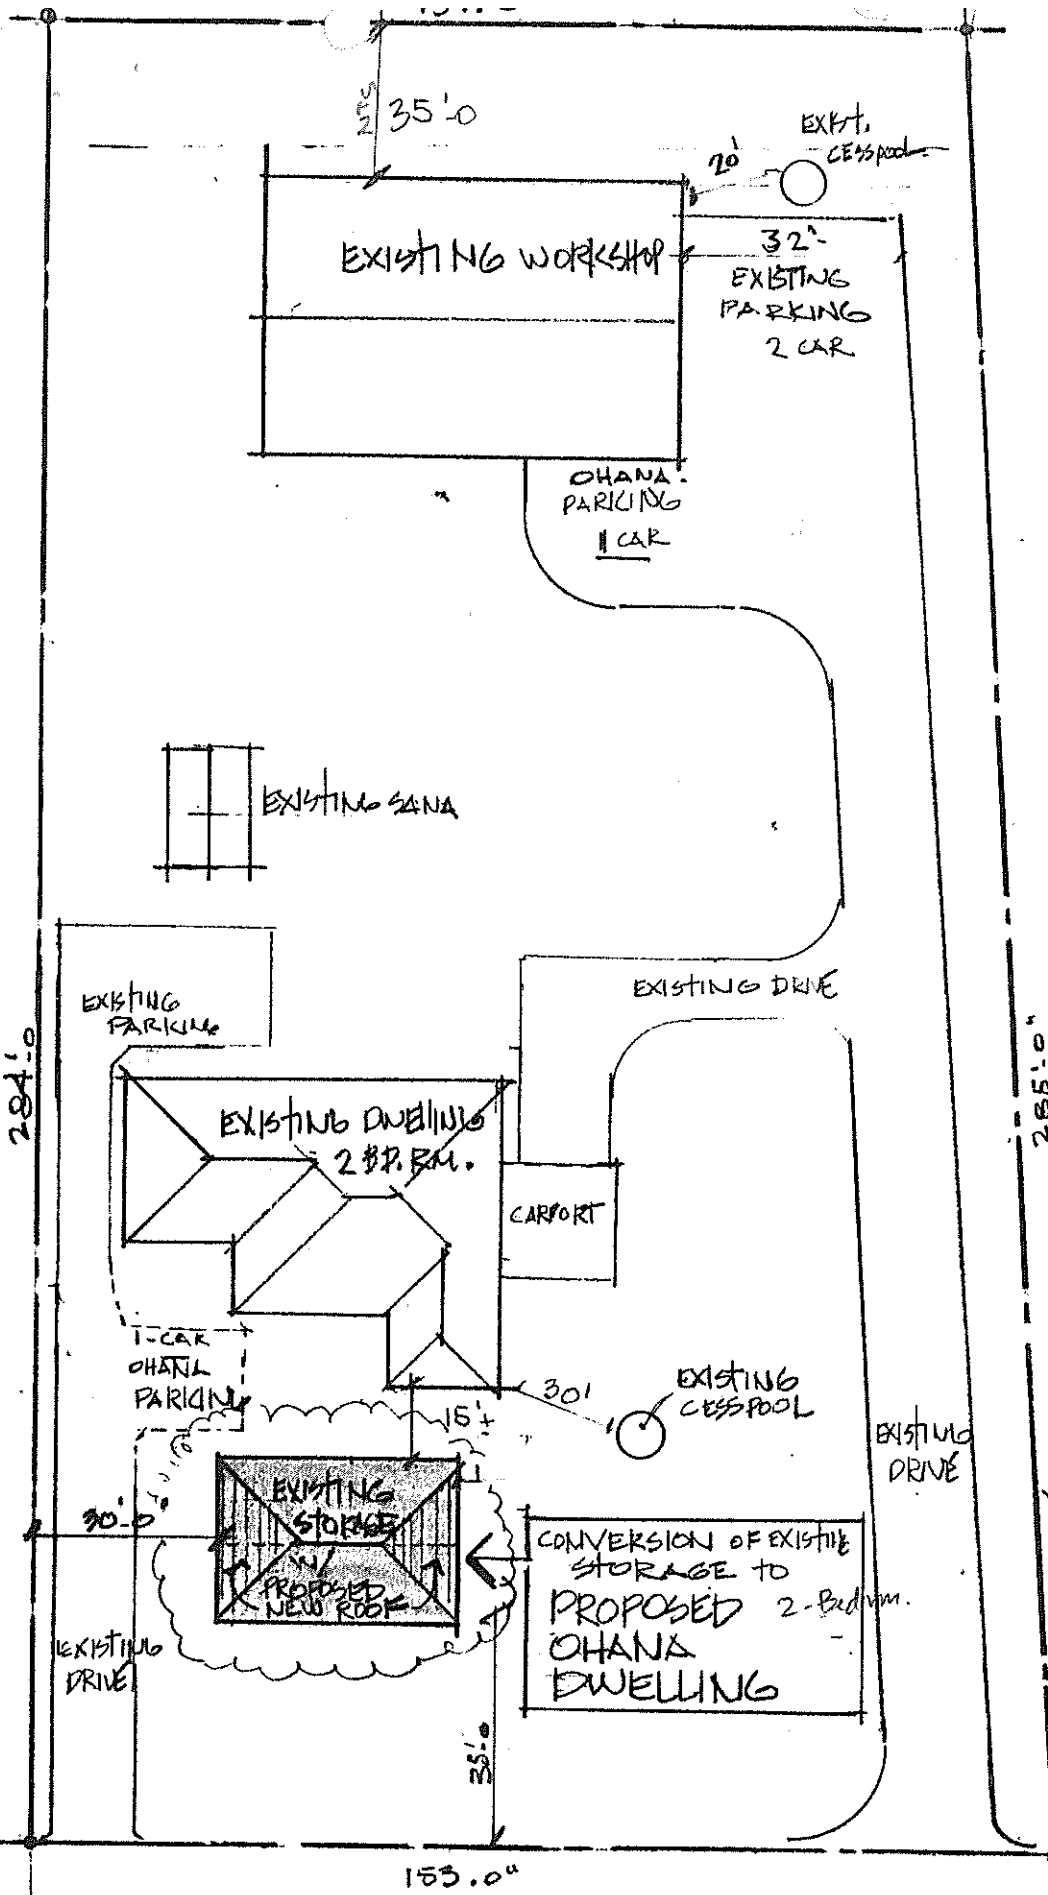 35'-0
EXIST.
CESSPOOL
20'
EXISTING WORKSHOP
32'-
EXISTING
PARKING
2 CAR
OHANA
PARKING
1 CAR
EXISTING SANA
EXISTING
PARKING
EXISTING DRIVE
284'-0
285'-0"
EXISTING DWELLING
2 BD.RM.
CARPORT
1-CAR
OHANA
PARKING
30'
EXISTING
CESSPOOL
15'±
EXISTING
DRIVE
30'-0"
EXISTING
STORAGE
W/
PROPOSED
NEW ROOF
CONVERSION OF EXISTING
STORAGE TO
PROPOSED 2-Bedrm.
OHANA
DWELLING
EXISTING
DRIVE
35'-0
153.0"